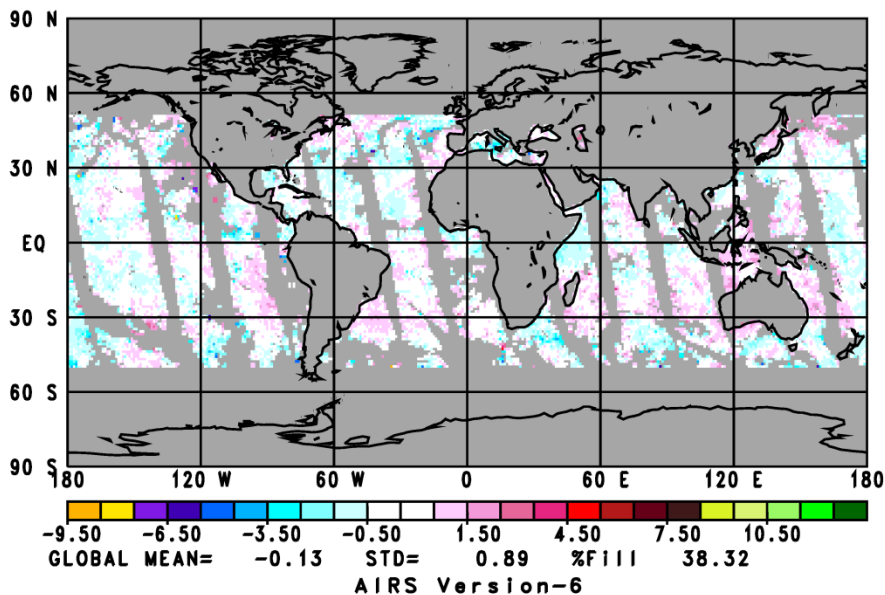 90 N
60 N
30 N
EQ
30 S
60 S
90 S
180 120 W 60 W 0 60 E 120 E 180
-9.50 -6.50 -3.50 -0.50 1.50 4.50 7.50 10.50
GLOBAL MEAN= -0.13 STD= 0.89 %Fill 38.32
AIRS Version-6